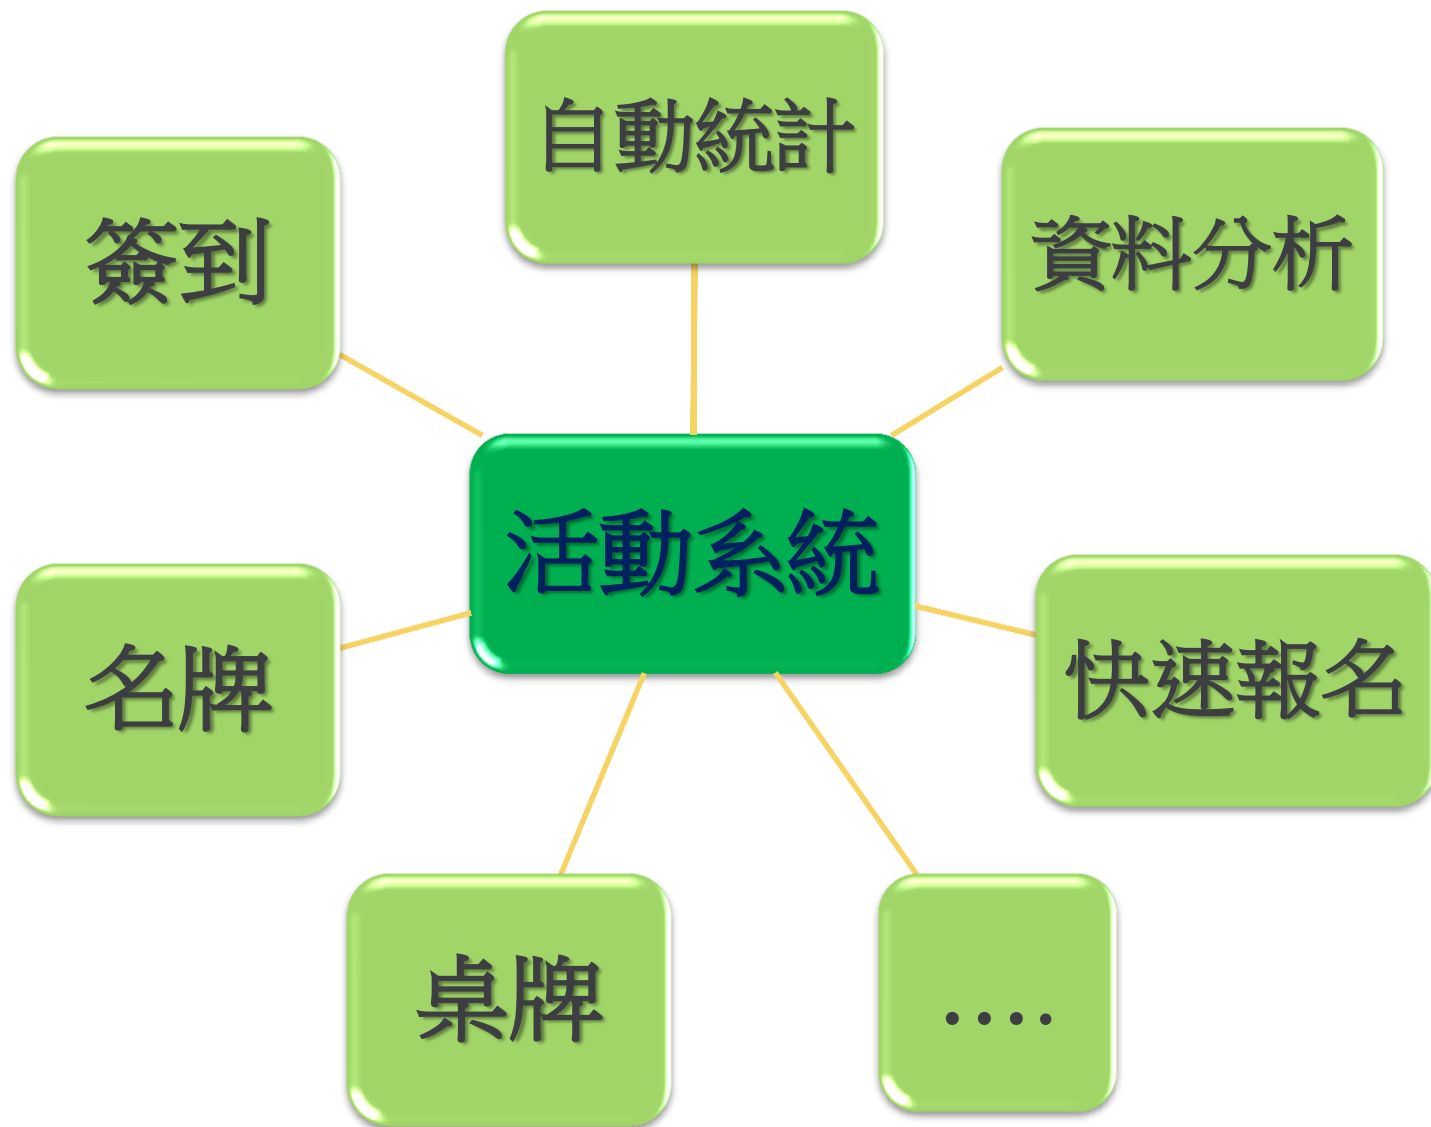 自動統計
簽到
資料分析
活動系統
名牌
快速報名
桌牌
....